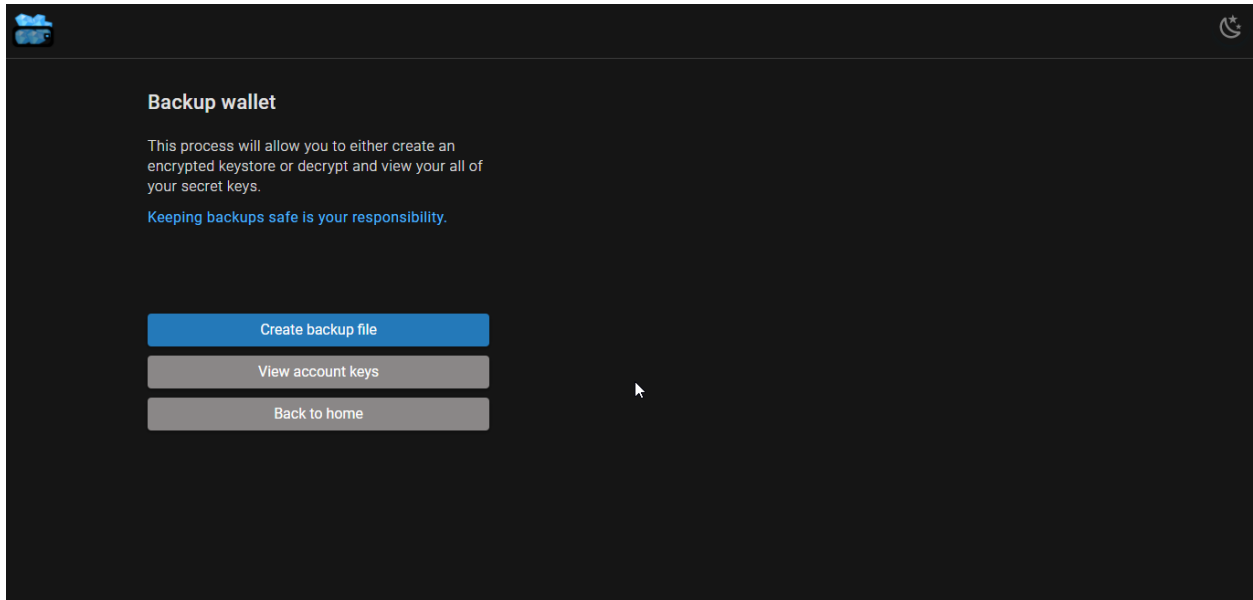 Backup wallet
This process will allow you to either create an
encrypted keystore or decrypt and view your all of
your secret keys.
Keeping backups safe is your responsibility.
Create backup file
View account keys
Back to home